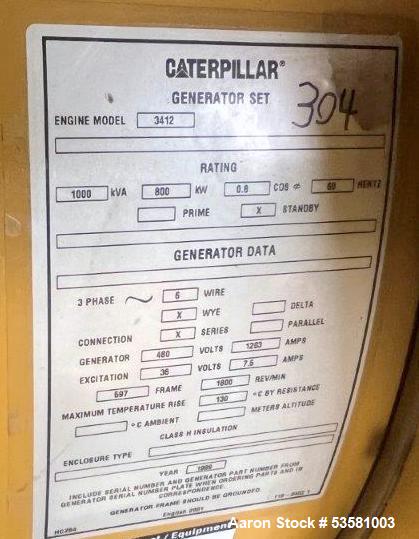 CATERPILLAR®
GENERATOR SET
304
ENGINE MODEL 3412
RATING
1000 kVA 800 kW 0.8 COS ⌀ 60 HERTZ
PRIME X STANDBY
GENERATOR DATA
3 PHASE ~ 6 WIRE
X WYE DELTA
CONNECTION X SERIES PARALLEL
GENERATOR 480 VOLTS 1203 AMPS
EXCITATION 36 VOLTS 7.5 AMPS
597 FRAME 1800 REV/MIN
MAXIMUM TEMPERATURE RISE 130 °C BY RESISTANCE
°C AMBIENT METERS ALTITUDE
CLASS H INSULATION
ENCLOSURE TYPE
YEAR
INCLUDE SERIAL NUMBER AND GENERATOR PART NUMBER FROM
GENERATOR SERIAL NUMBER PLATE WHEN ORDERING PARTS AND IN
CORRESPONDENCE.
GENERATOR FRAME SHOULD BE GROUNDED.
English
Equipment
Aaron Stock # 53581003